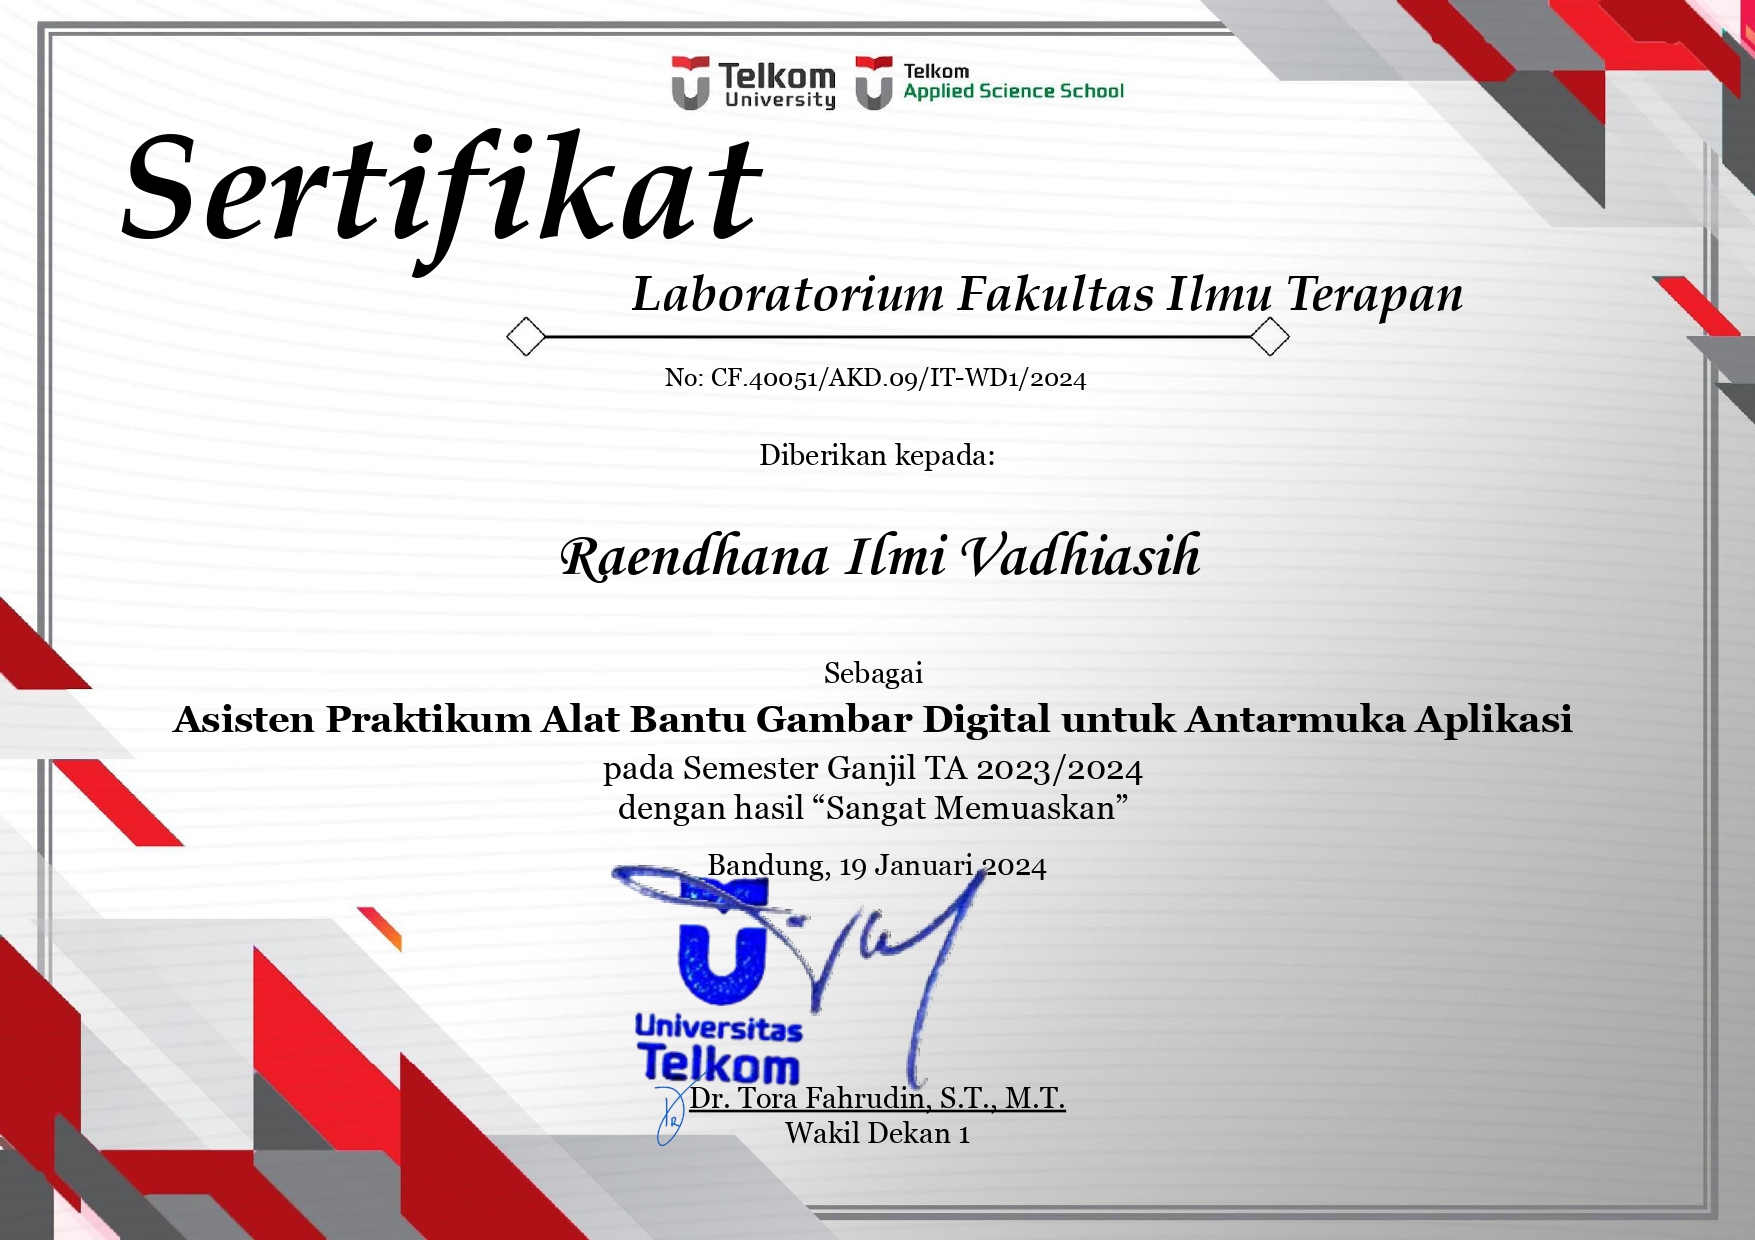 Telkom University
Telkom Applied Science School
Sertifikat
Laboratorium Fakultas Ilmu Terapan
No: CF.40051/AKD.09/IT-WD1/2024
Diberikan kepada:
Raendhana Ilmi Vadhiasih
Sebagai
Asisten Praktikum Alat Bantu Gambar Digital untuk Antarmuka Aplikasi
pada Semester Ganjil TA 2023/2024
dengan hasil “Sangat Memuaskan”
Bandung, 19 Januari 2024
Universitas
Telkom
Dr. Tora Fahrudin, S.T., M.T.
Wakil Dekan 1